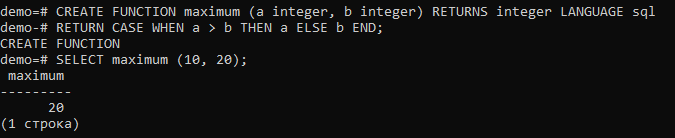 demo=# CREATE FUNCTION maximum (a integer, b integer) RETURNS integer LANGUAGE sql
demo-# RETURN CASE WHEN a > b THEN a ELSE b END;
CREATE FUNCTION
demo=# SELECT maximum (10, 20);
 maximum
---------
      20
(1 строка)